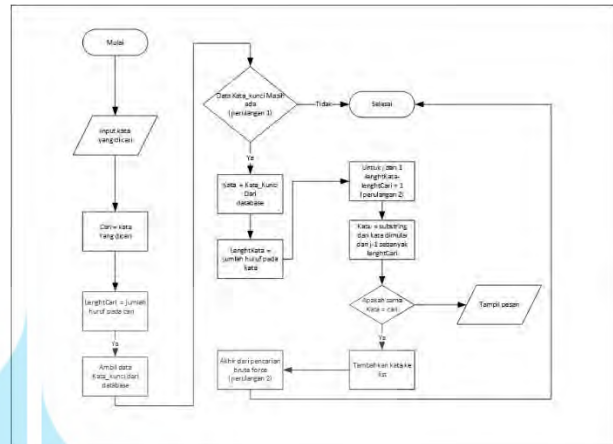 Mulai
Input kata
yang dicari
Cari = kata
Yang dicari
LenghtCari = Jumlah
huruf pada cari
Ya
Ambil data
Kata_kunci dari
database
Data Kata_kunci Masih
ada
(perulangan 1)
Tidak
Selesai
Ya
Kata = Kata_Kunci
Dari
database
LenghtKata =
Jumlah huruf pada
kata
Untuk j dari 1
lenghtKata-
lenghtCari + 1
(perulangan 2)
Kata = substring
dari kata dimulai
dari j-1 sebanyak
lenghtCari
Apakah sama
Kata = cari
Tampil pesan
Ya
Tambahkan kata ke
list
Akhir dari pencarian
bruta force
(perulangan 2)